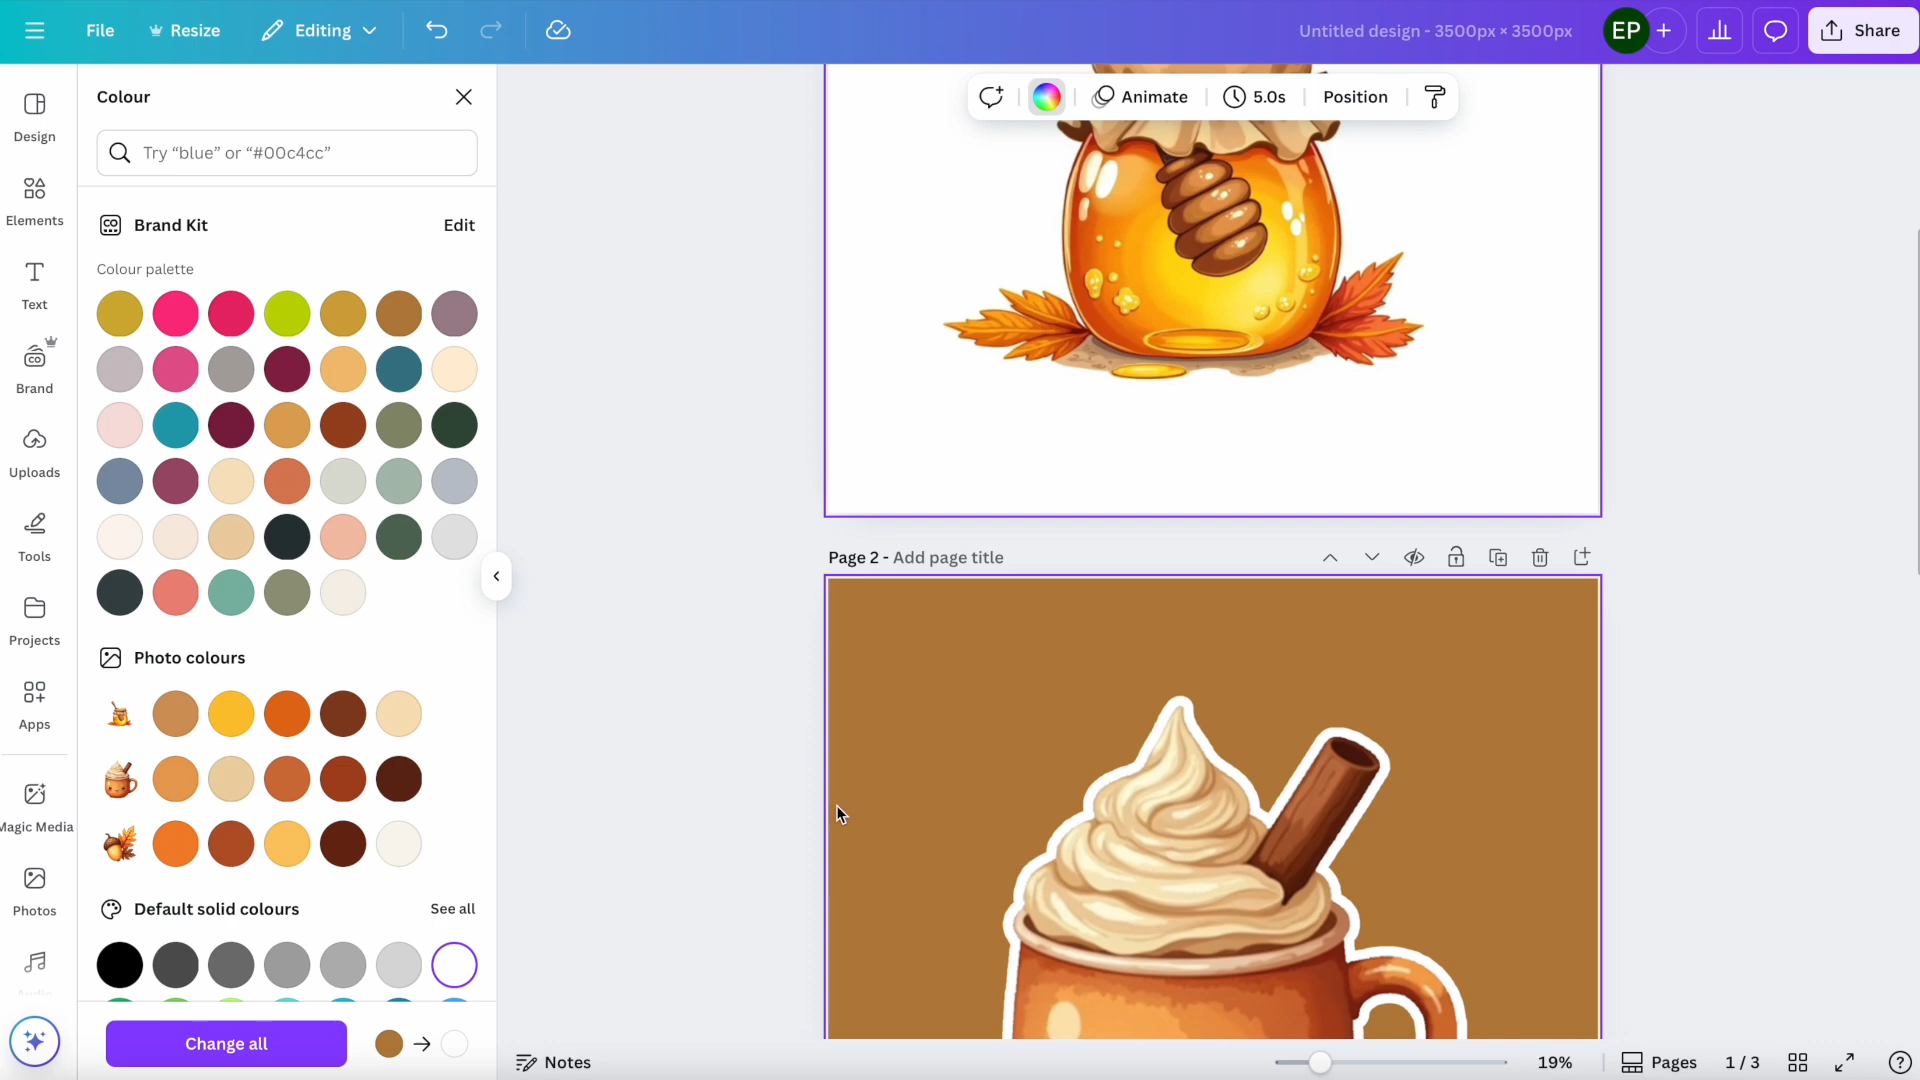 File
Resize
Editing
Untitled design - 3500px × 3500px
EP
Share
Design
Elements
Text
Brand
Uploads
Tools
Projects
Apps
Magic Media
Photos
Audio
Colour
Try “blue” or “#00c4cc”
Brand Kit
Edit
Colour palette
Photo colours
Default solid colours
See all
Change all
Animate
5.0s
Position
Page 2 - Add page title
Notes
19%
Pages
1 / 3